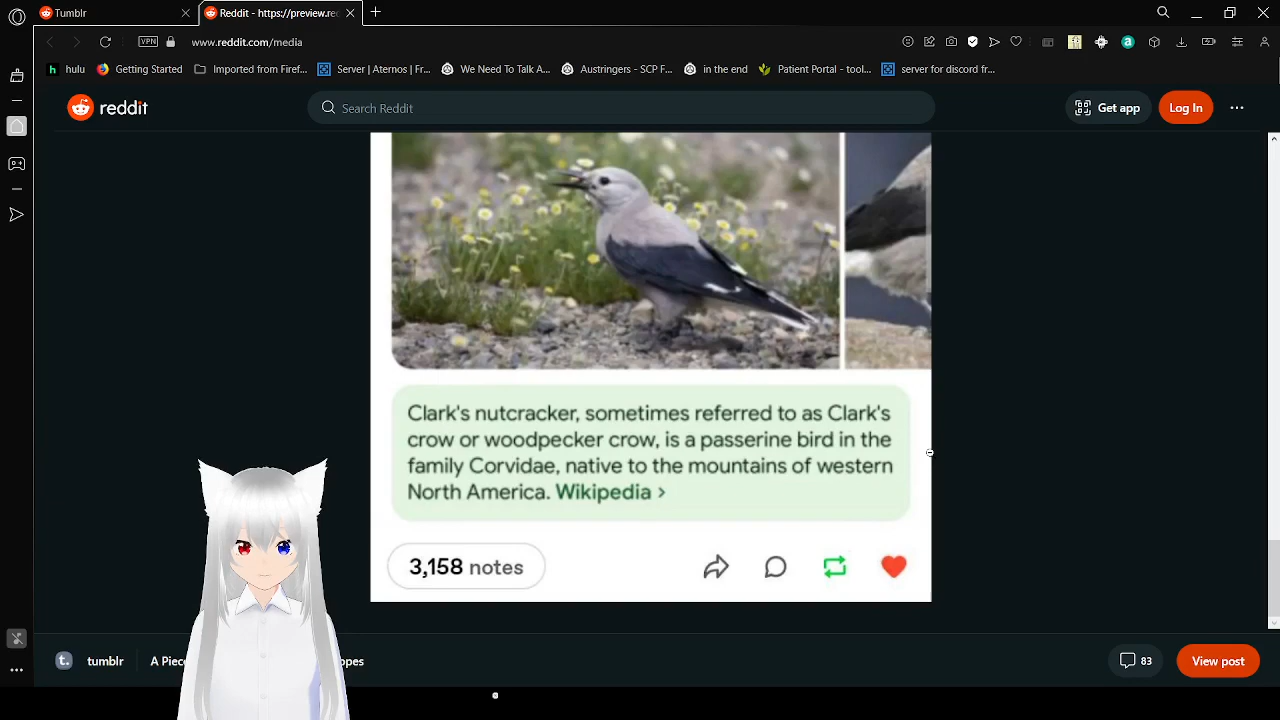 Tumblr
Reddit - https://preview.red
VPN
www.reddit.com/media
hulu
Getting Started
Imported from Firef...
Server | Aternos | Fr...
We Need To Talk A...
Austringers - SCP F...
in the end
Patient Portal - tool...
server for discord fr...
reddit
Search Reddit
Get app
Log In
Clark's nutcracker, sometimes referred to as Clark's
crow or woodpecker crow, is a passerine bird in the
family Corvidae, native to the mountains of western
North America. Wikipedia >
3,158 notes
t.
tumblr
A Piec
opes
83
View post